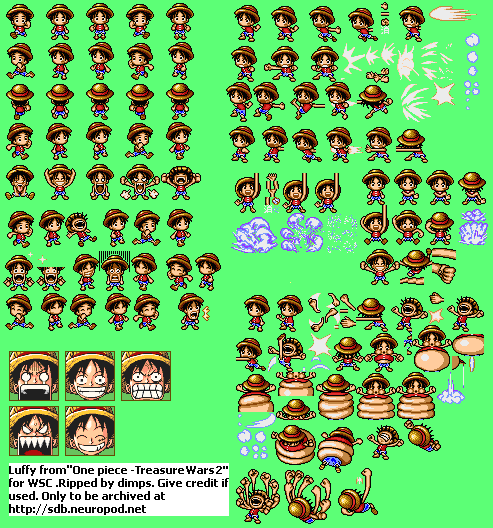 Luffy from"One piece -TreasureWars2"
for WSC .Ripped by dimps. Give credit if
used. Only to be archived at
http://sdb.neuropod.net